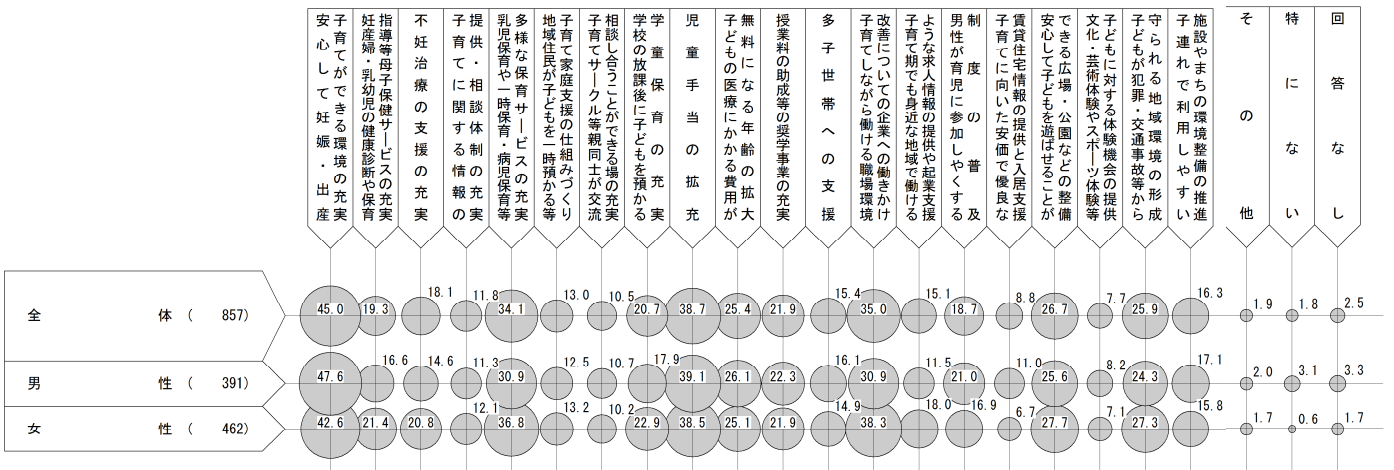 安心して妊娠・出産
子育てができる環境の充実
妊産婦・乳幼児の健康診断や保育
指導等母子保健サービスの充実
不妊治療の支援の充実
子育てに関する情報の
提供・相談体制の充実
乳児保育や一時保育・病児保育等
多様な保育サービスの充実
地域住民が子どもを一時預かる等
子育て家庭支援の仕組みづくり
子育てサークル等親同士が交流
相談し合うことができる場の充実
学校の放課後に子どもを預かる
学童保育の充実
児童手当の拡充
子どもの医療にかかる費用が
無料になる年齢の拡大
授業料の助成等の奨学事業の充実
多子世帯への支援
子育てしながら働ける職場環境
改善についての企業への働きかけ
子育て期でも身近な地域で働ける
ような求人情報の提供や起業支援
男性が育児に参加しやすくする
制度の普及
子育てに向いた安価で優良な
賃貸住宅情報の提供と入居支援
安心して子どもを遊ばせることが
できる広場・公園などの整備
文化・芸術体験やスポーツ体験等
子どもに対する体験機会の提供
子どもが犯罪・交通事故等から
守られる地域環境の形成
子連れで利用しやすい
施設やまちの環境整備の推進
その他
特にない
回答なし
全体（ 857) 45.0 19.3 18.1 11.8 34.1 13.0 10.5 20.7 38.7 25.4 21.9 15.4 35.0 15.1 18.7 8.8 26.7 7.7 25.9 16.3 1.9 1.8 2.5
男性（ 391) 47.6 16.6 14.6 11.3 30.9 12.5 10.7 17.9 39.1 26.1 22.3 16.1 30.9 11.5 21.0 11.0 25.6 8.2 24.3 17.1 2.0 3.1 3.3
女性（ 462) 42.6 21.4 20.8 12.1 36.8 13.2 10.2 22.9 38.5 25.1 21.9 14.9 38.3 18.0 16.9 6.7 27.7 7.1 27.3 15.8 1.7 0.6 1.7